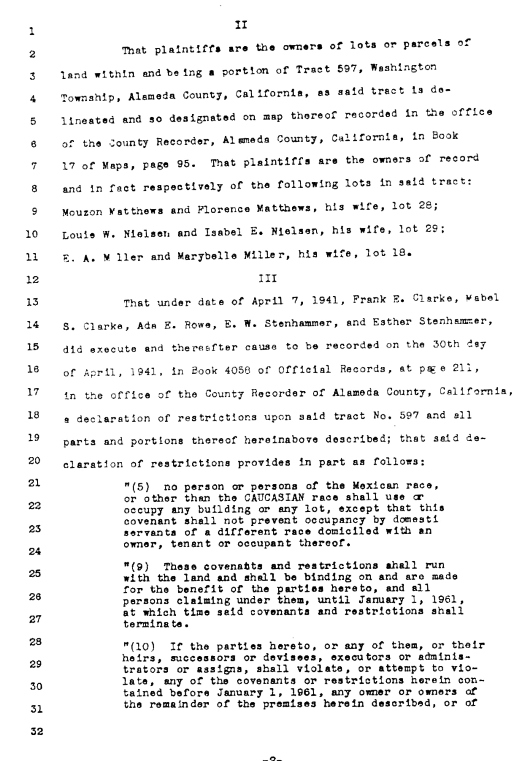 1 II
2 That plaintiffs are the owners of lots or parcels of
3 land within and being a portion of Tract 597, Washington
4 Township, Alameda County, California, as said tract is de-
5 lineated and so designated on map thereof recorded in the office
6 of the County Recorder, Alameda County, California, in Book
7 17 of Maps, page 95. That plaintiffs are the owners of record
8 and in fact respectively of the following lots in said tract:
9 Mouzon Matthews and Florence Matthews, his wife, lot 28;
10 Louie W. Nielsen and Isabel E. Nielsen, his wife, lot 29;
11 E. A. M ller and Marybelle Miller, his wife, lot 18.
12 III
13 That under date of April 7, 1941, Frank E. Clarke, Mabel
14 S. Clarke, Ada E. Rowe, E. W. Stenhammer, and Esther Stenhammer,
15 did execute and thereafter cause to be recorded on the 30th day
16 of April, 1941, in Book 4058 of Official Records, at page 211,
17 in the office of the County Recorder of Alameda County, California,
18 a declaration of restrictions upon said tract No. 597 and all
19 parts and portions thereof hereinabove described; that said de-
20 claration of restrictions provides in part as follows:
21 "(5) no person or persons of the Mexican race,
or other than the CAUCASIAN race shall use or
22 occupy any building or any lot, except that this
covenant shall not prevent occupancy by domesti
23 servants of a different race domiciled with an
owner, tenant or occupant thereof.
24
"(9) These covenants and restrictions shall run
25 with the land and shall be binding on and are made
for the benefit of the parties hereto, and all
26 persons claiming under them, until January 1, 1961,
at which time said covenants and restrictions shall
27 terminate.
28 "(10) If the parties hereto, or any of them, or their
heirs, successors or devisees, executors or adminis-
29 trators or assigns, shall violate, or attempt to vio-
late, any of the covenants or restrictions herein con-
30 tained before January 1, 1961, any owner or owners of
31 the remainder of the premises herein described, or of
32
-2-